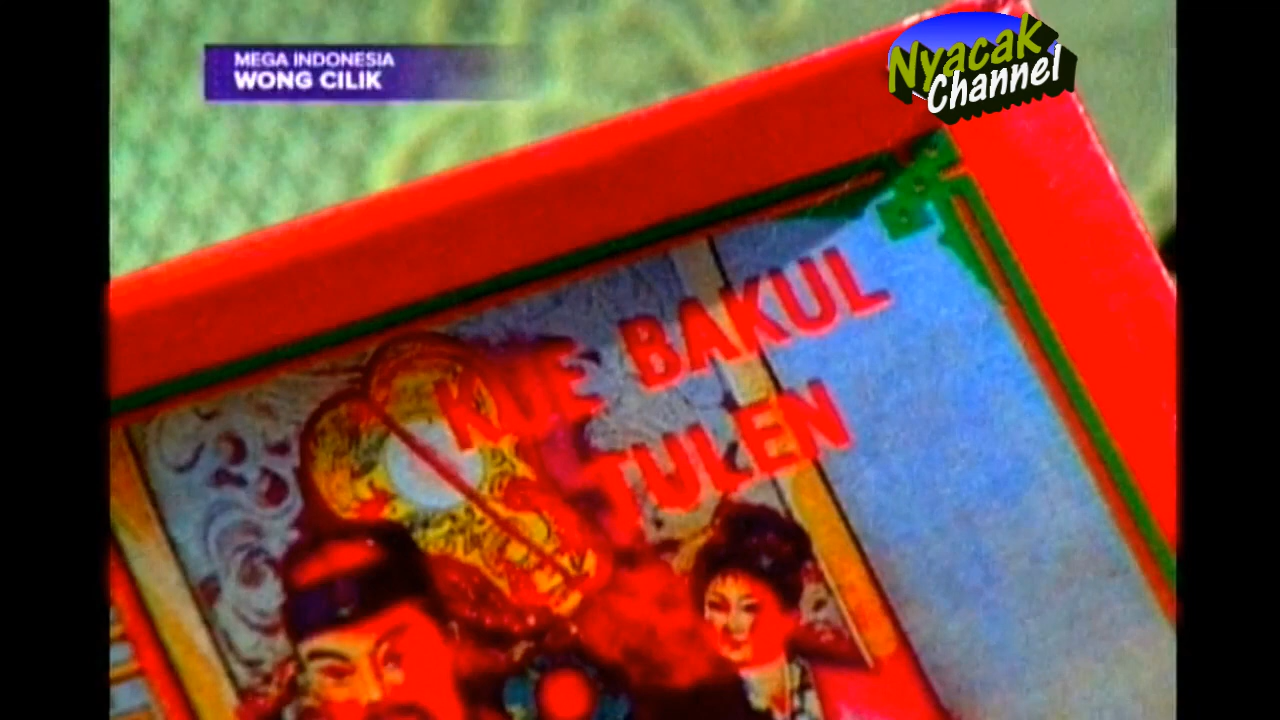 MEGA INDONESIA
WONG CILIK
Nyacak
Channel
KUE BAKUL
TULEN